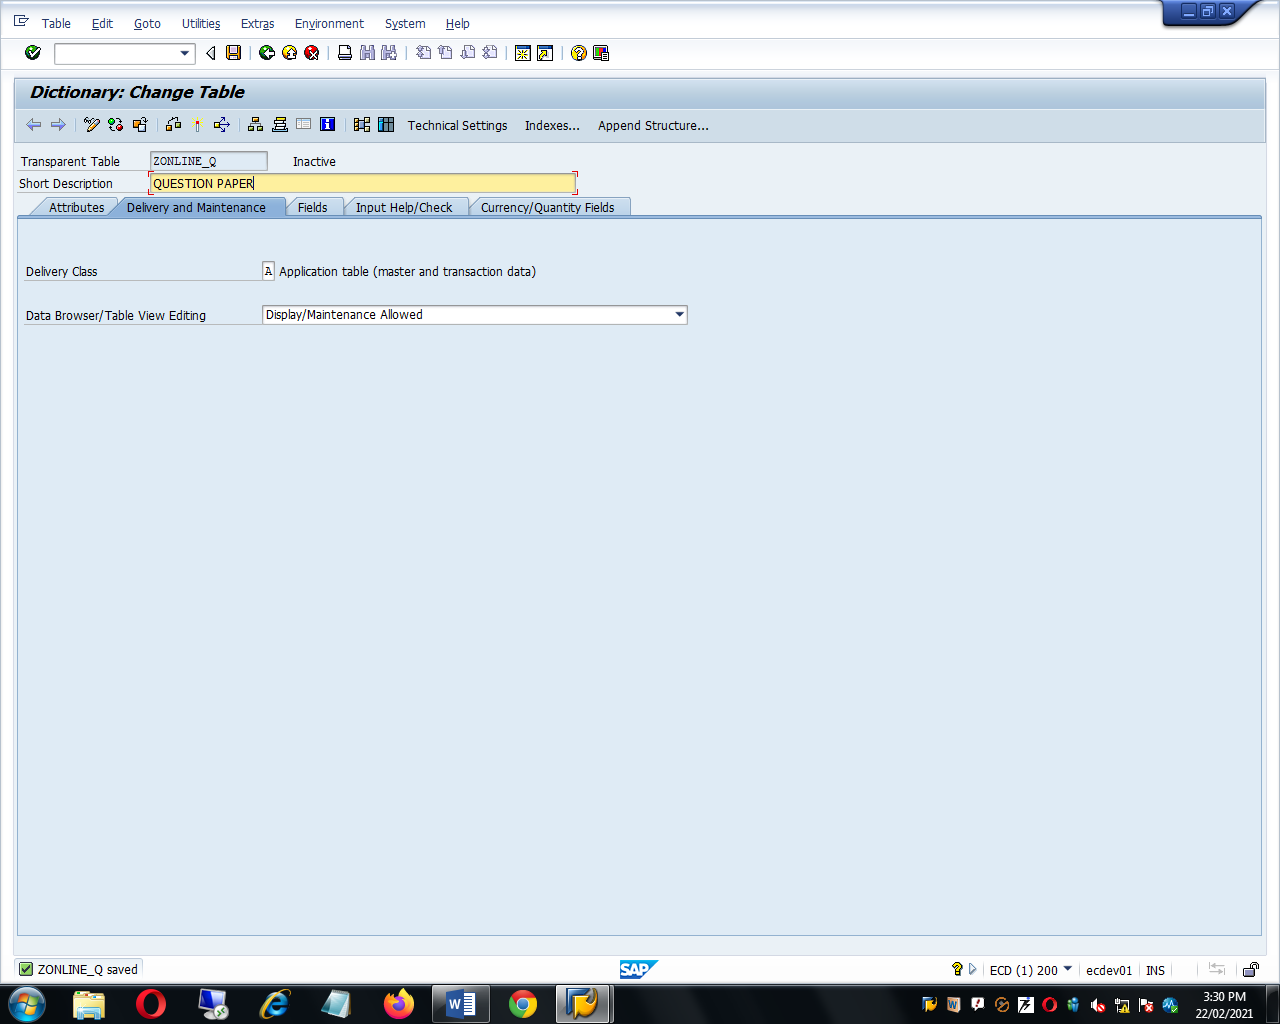 Table Edit Goto Utilities Extras Environment System Help
Dictionary: Change Table
Technical Settings Indexes... Append Structure...
Transparent Table ZONLINE_Q Inactive
Short Description QUESTION PAPER
Attributes Delivery and Maintenance Fields Input Help/Check Currency/Quantity Fields
Delivery Class A Application table (master and transaction data)
Data Browser/Table View Editing Display/Maintenance Allowed
ZONLINE_Q saved SAP ECD (1) 200 ecdev01 INS
3:30 PM
22/02/2021